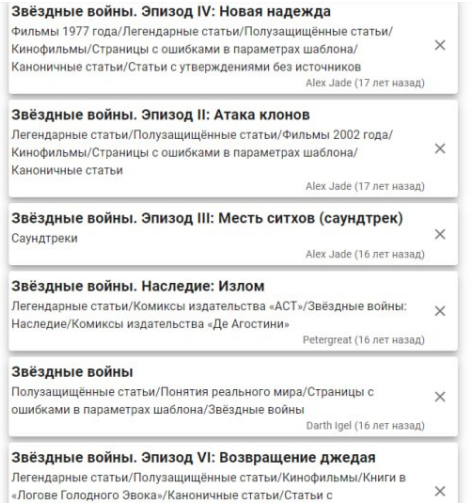 Звёздные войны. Эпизод IV: Новая надежда
Фильмы 1977 года/Легендарные статьи/Полузащищённые статьи/
Кинофильмы/Страницы с ошибками в параметрах шаблона/
Каноничные статьи/Статьи с утверждениями без источников
Alex Jade (17 лет назад)
Звёздные войны. Эпизод II: Атака клонов
Легендарные статьи/Полузащищённые статьи/Фильмы 2002 года/
Кинофильмы/Страницы с ошибками в параметрах шаблона/
Каноничные статьи
Alex Jade (17 лет назад)
Звёздные войны. Эпизод III: Месть ситхов (саундтрек)
Саундтреки
Alex Jade (16 лет назад)
Звёздные войны. Наследие: Излом
Легендарные статьи/Комиксы издательства «АСТ»/Звёздные войны:
Наследие/Комиксы издательства «Де Агостини»
Petergreat (16 лет назад)
Звёздные войны
Полузащищённые статьи/Понятия реального мира/Страницы с
ошибками в параметрах шаблона/Звёздные войны
Darth Igel (16 лет назад)
Звёздные войны. Эпизод VI: Возвращение джедая
Легендарные статьи/Полузащищённые статьи/Кинофильмы/Книги в
«Логове Голодного Эвока»/Каноничные статьи/Статьи с